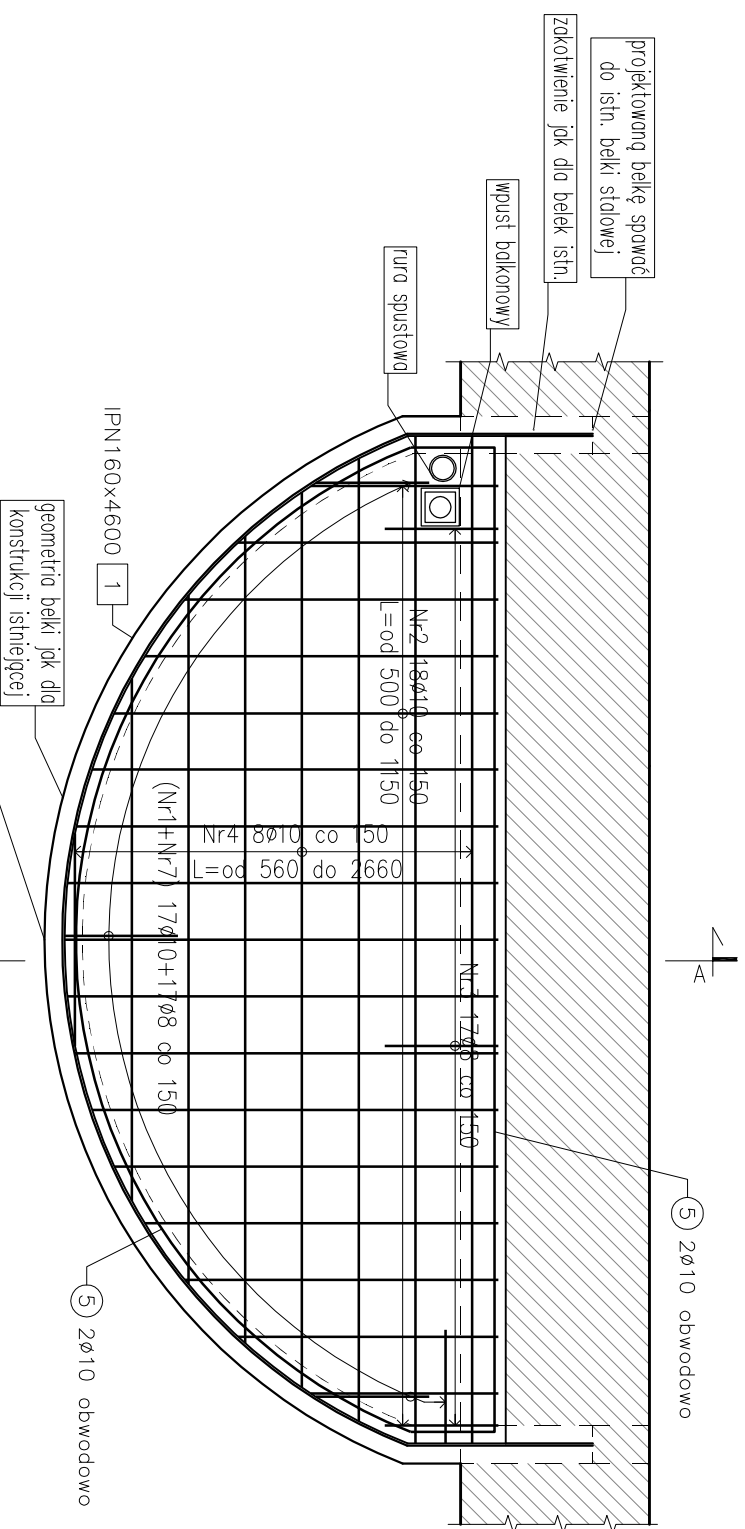 projektowaną belkę spawać
do istn. belki stalowej
zakotwienie jak dla belek istn.
wpust balkonowy
rura spustowa
IPN160x4600 1
geometria belki jak dla
konstrukcji istniejącej
Nr2 18ø10 co 150
L=od 500 do 1150
Nr4 8ø10 co 150
L=od 560 do 2660
(Nr1+Nr7) 17ø10+17ø8 co 150
Nr3 17ø8 co 150
A
5 2ø10 obwodowo
5 2ø10 obwodowo